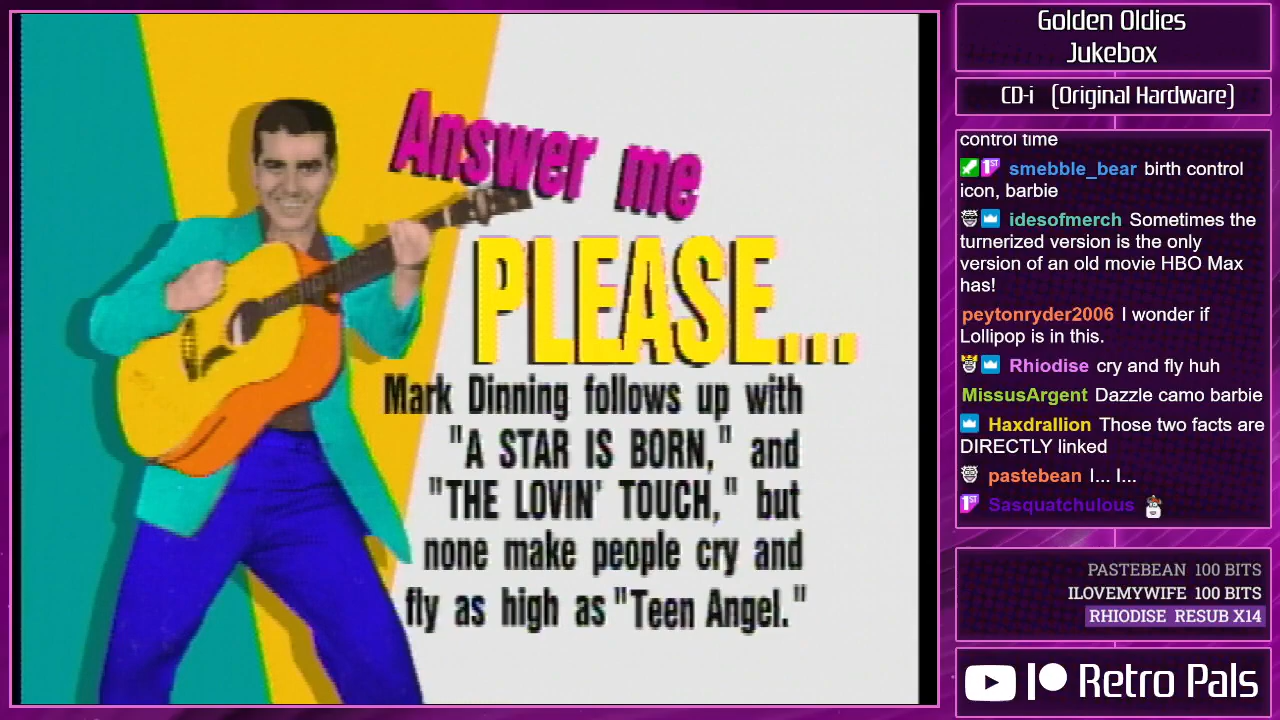 Answer me
PLEASE...
Mark Dinning follows up with
"A STAR IS BORN," and
"THE LOVIN' TOUCH," but
none make people cry and
fly as high as "Teen Angel."
Golden Oldies
Jukebox
CD-i (Original Hardware)
control time
smebble_bear birth control
icon, barbie
idesofmerch Sometimes the
turnerized version is the only
version of an old movie HBO Max
has!
peytonryder2006 I wonder if
Lollipop is in this.
Rhiodise cry and fly huh
MissusArgent Dazzle camo barbie
Haxdrallion Those two facts are
DIRECTLY linked
pastebean I... I...
1ST Sasquatchulous
PASTEBEAN 100 BITS
ILOVEMYWIFE 100 BITS
RHIODISE RESUB X14
Retro Pals